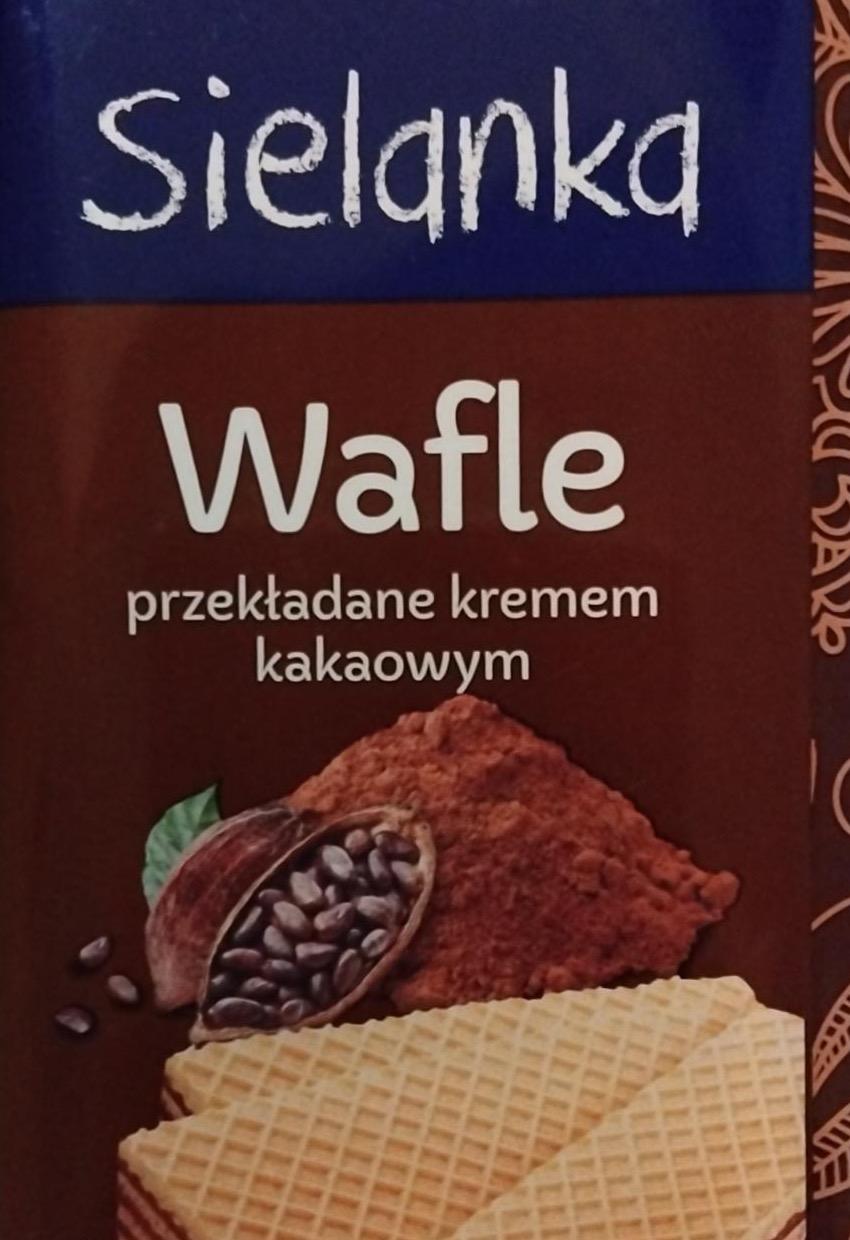 Sielanka
Wafle
przekładane kremem
kakaowym